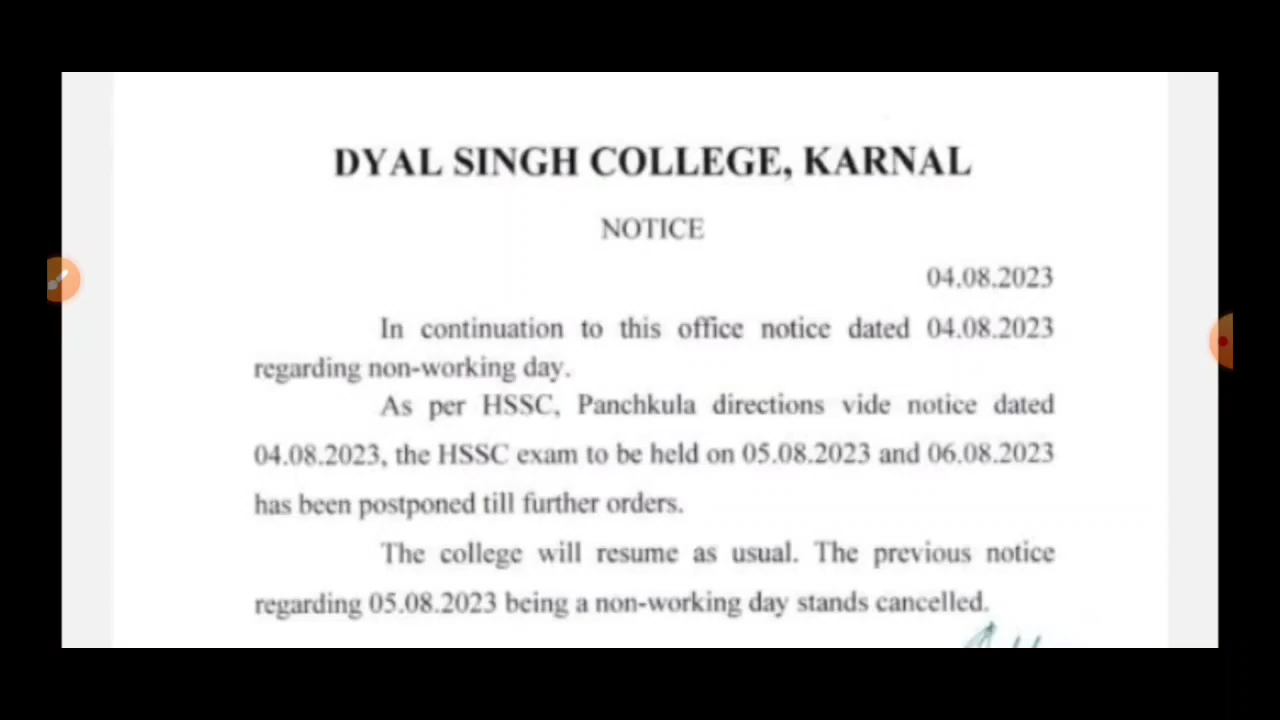 DYAL SINGH COLLEGE, KARNAL
NOTICE
04.08.2023
In continuation to this office notice dated 04.08.2023
regarding non-working day.
As per HSSC, Panchkula directions vide notice dated
04.08.2023, the HSSC exam to be held on 05.08.2023 and 06.08.2023
has been postponed till further orders.
The college will resume as usual. The previous notice
regarding 05.08.2023 being a non-working day stands cancelled.